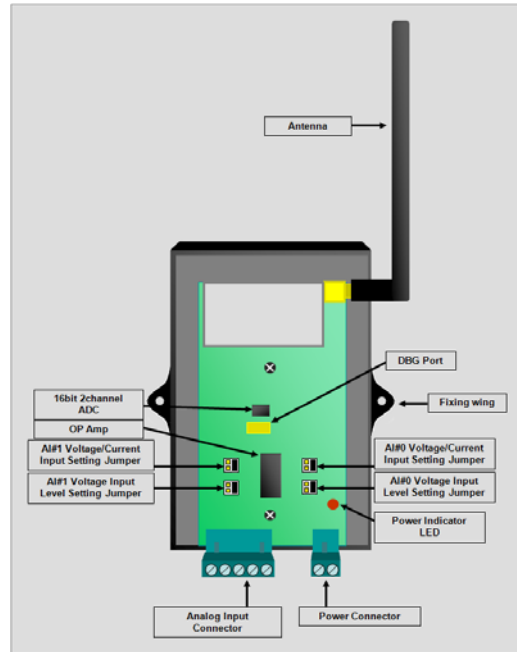 Antenna
DBG Port
16bit 2channel
ADC
Fixing wing
OP Amp
AI#1 Voltage/Current
Input Setting Jumper
AI#0 Voltage/Current
Input Setting Jumper
AI#1 Voltage Input
Level Setting Jumper
AI#0 Voltage Input
Level Setting Jumper
Power Indicator
LED
Analog Input
Connector
Power Connector